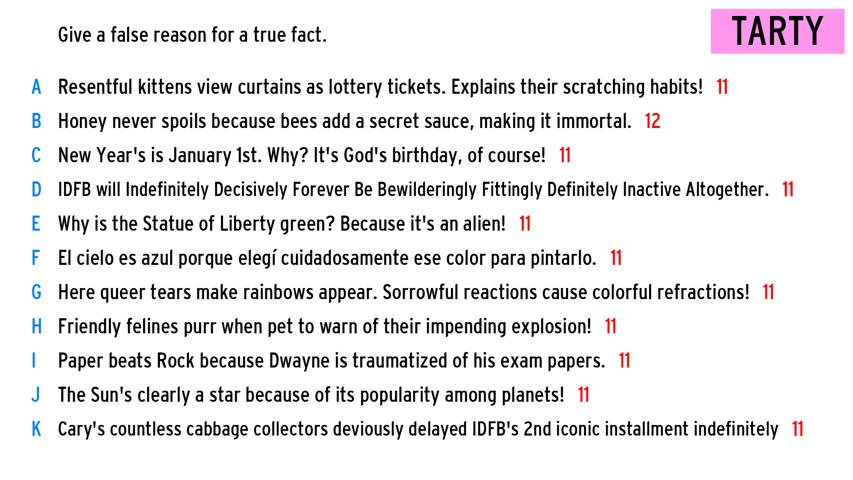 Give a false reason for a true fact.
TARTY
A Resentful kittens view curtains as lottery tickets. Explains their scratching habits! 11
B Honey never spoils because bees add a secret sauce, making it immortal. 12
C New Year's is January 1st. Why? It's God's birthday, of course! 11
D IDFB will Indefinitely Decisively Forever Be Bewilderingly Fittingly Definitely Inactive Altogether. 11
E Why is the Statue of Liberty green? Because it's an alien! 11
F El cielo es azul porque elegí cuidadosamente ese color para pintarlo. 11
G Here queer tears make rainbows appear. Sorrowful reactions cause colorful refractions! 11
H Friendly felines purr when pet to warn of their impending explosion! 11
I Paper beats Rock because Dwayne is traumatized of his exam papers. 11
J The Sun's clearly a star because of its popularity among planets! 11
K Cary's countless cabbage collectors deviously delayed IDFB's 2nd iconic installment indefinitely 11